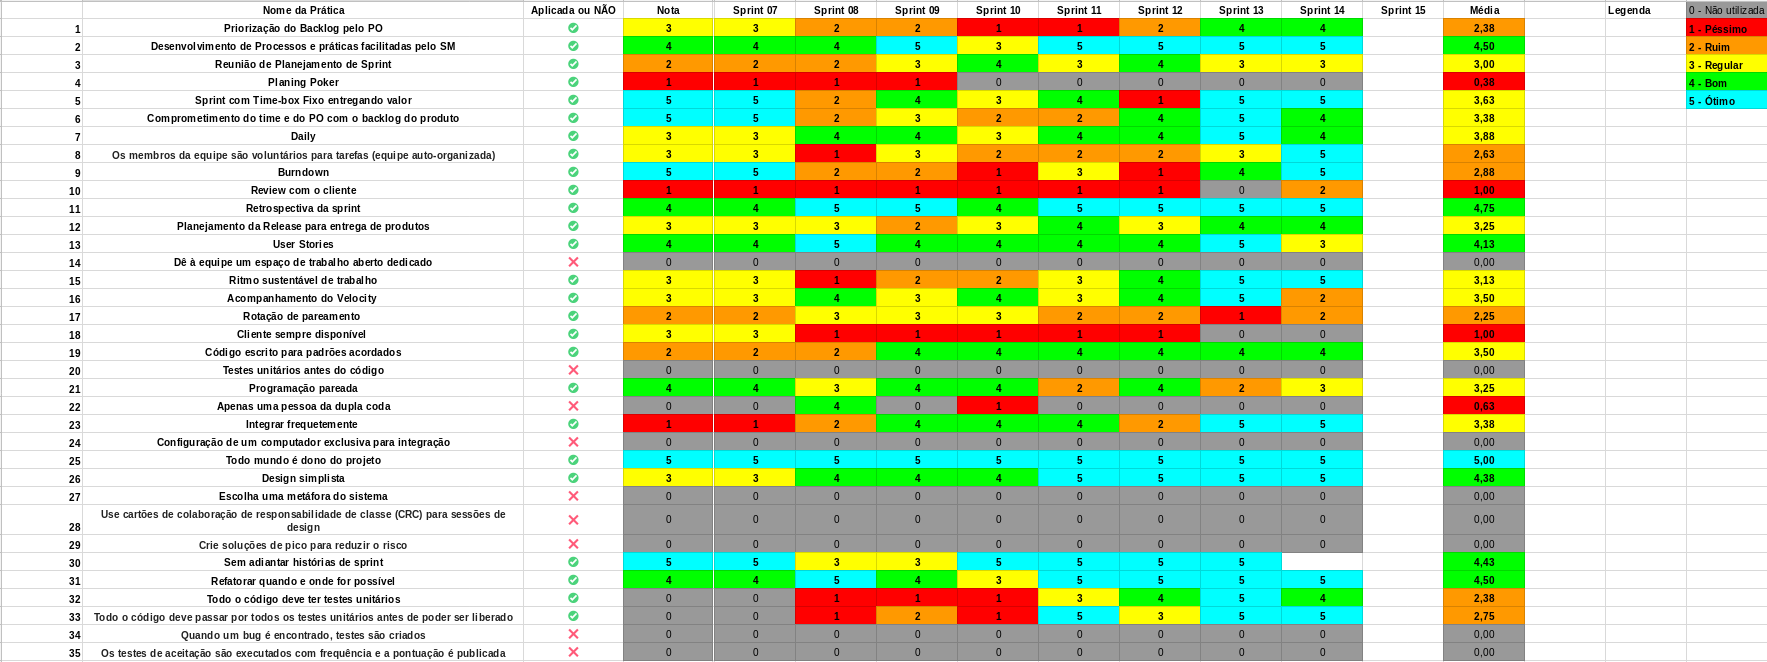 Nome da Prática Aplicada ou NÃO Nota Sprint 07 Sprint 08 Sprint 09 Sprint 10 Sprint 11 Sprint 12 Sprint 13 Sprint 14 Sprint 15 Média Legenda 0 - Não utilizada
1 Priorização do Backlog pelo PO 3 3 2 2 1 1 2 4 4 2,38 1 - Péssimo
2 Desenvolvimento de Processos e práticas facilitadas pelo SM 4 4 4 5 3 5 5 5 5 4,50 2 - Ruim
3 Reunião de Planejamento de Sprint 2 2 2 3 4 3 4 3 3 3,00 3 - Regular
4 Planing Poker 1 1 1 1 0 0 0 0 0 0,38 4 - Bom
5 Sprint com Time-box Fixo entregando valor 5 5 2 4 3 4 1 5 5 3,63 5 - Ótimo
6 Comprometimento do time e do PO com o backlog do produto 5 5 2 3 2 2 4 5 4 3,38
7 Daily 3 3 4 4 3 4 4 5 4 3,88
8 Os membros da equipe são voluntários para tarefas (equipe auto-organizada) 3 3 1 3 2 2 2 3 5 2,63
9 Burndown 5 5 2 2 1 3 1 4 5 2,88
10 Review com o cliente 1 1 1 1 1 1 1 0 2 1,00
11 Retrospectiva da sprint 4 4 5 5 4 5 5 5 5 4,75
12 Planejamento da Release para entrega de produtos 3 3 3 2 3 4 3 4 4 3,25
13 User Stories 4 4 5 4 4 4 4 5 3 4,13
14 Dê à equipe um espaço de trabalho aberto dedicado 0 0 0 0 0 0 0 0 0 0,00
15 Ritmo sustentável de trabalho 3 3 1 2 2 3 4 5 5 3,13
16 Acompanhamento do Velocity 3 3 4 3 4 3 4 5 2 3,50
17 Rotação de pareamento 2 2 3 3 3 2 2 1 2 2,25
18 Cliente sempre disponível 3 3 1 1 1 1 1 0 0 1,00
19 Código escrito para padrões acordados 2 2 2 4 4 4 4 4 4 3,50
20 Testes unitários antes do código 0 0 0 0 0 0 0 0 0 0,00
21 Programação pareada 4 4 3 4 4 2 4 2 3 3,25
22 Apenas uma pessoa da dupla coda 0 0 4 0 1 0 0 0 0 0,63
23 Integrar frequetemente 1 1 2 4 4 4 2 5 5 3,38
24 Configuração de um computador exclusiva para integração 0 0 0 0 0 0 0 0 0 0,00
25 Todo mundo é dono do projeto 5 5 5 5 5 5 5 5 5 5,00
26 Design simplista 3 3 4 4 4 5 5 5 5 4,38
27 Escolha uma metáfora do sistema 0 0 0 0 0 0 0 0 0 0,00
Use cartões de colaboração de responsabilidade de classe (CRC) para sessões de
28 design 0 0 0 0 0 0 0 0 0 0,00
29 Crie soluções de pico para reduzir o risco 0 0 0 0 0 0 0 0 0 0,00
30 Sem adiantar histórias de sprint 5 5 3 3 5 5 5 5 4,43
31 Refatorar quando e onde for possível 4 4 5 4 3 5 5 5 5 4,50
32 Todo o código deve ter testes unitários 0 0 1 1 1 3 4 5 4 2,38
33 Todo o código deve passar por todos os testes unitários antes de poder ser liberado 0 0 1 2 1 5 3 5 5 2,75
34 Quando um bug é encontrado, testes são criados 0 0 0 0 0 0 0 0 0 0,00
35 Os testes de aceitação são executados com frequência e a pontuação é publicada 0 0 0 0 0 0 0 0 0 0,00